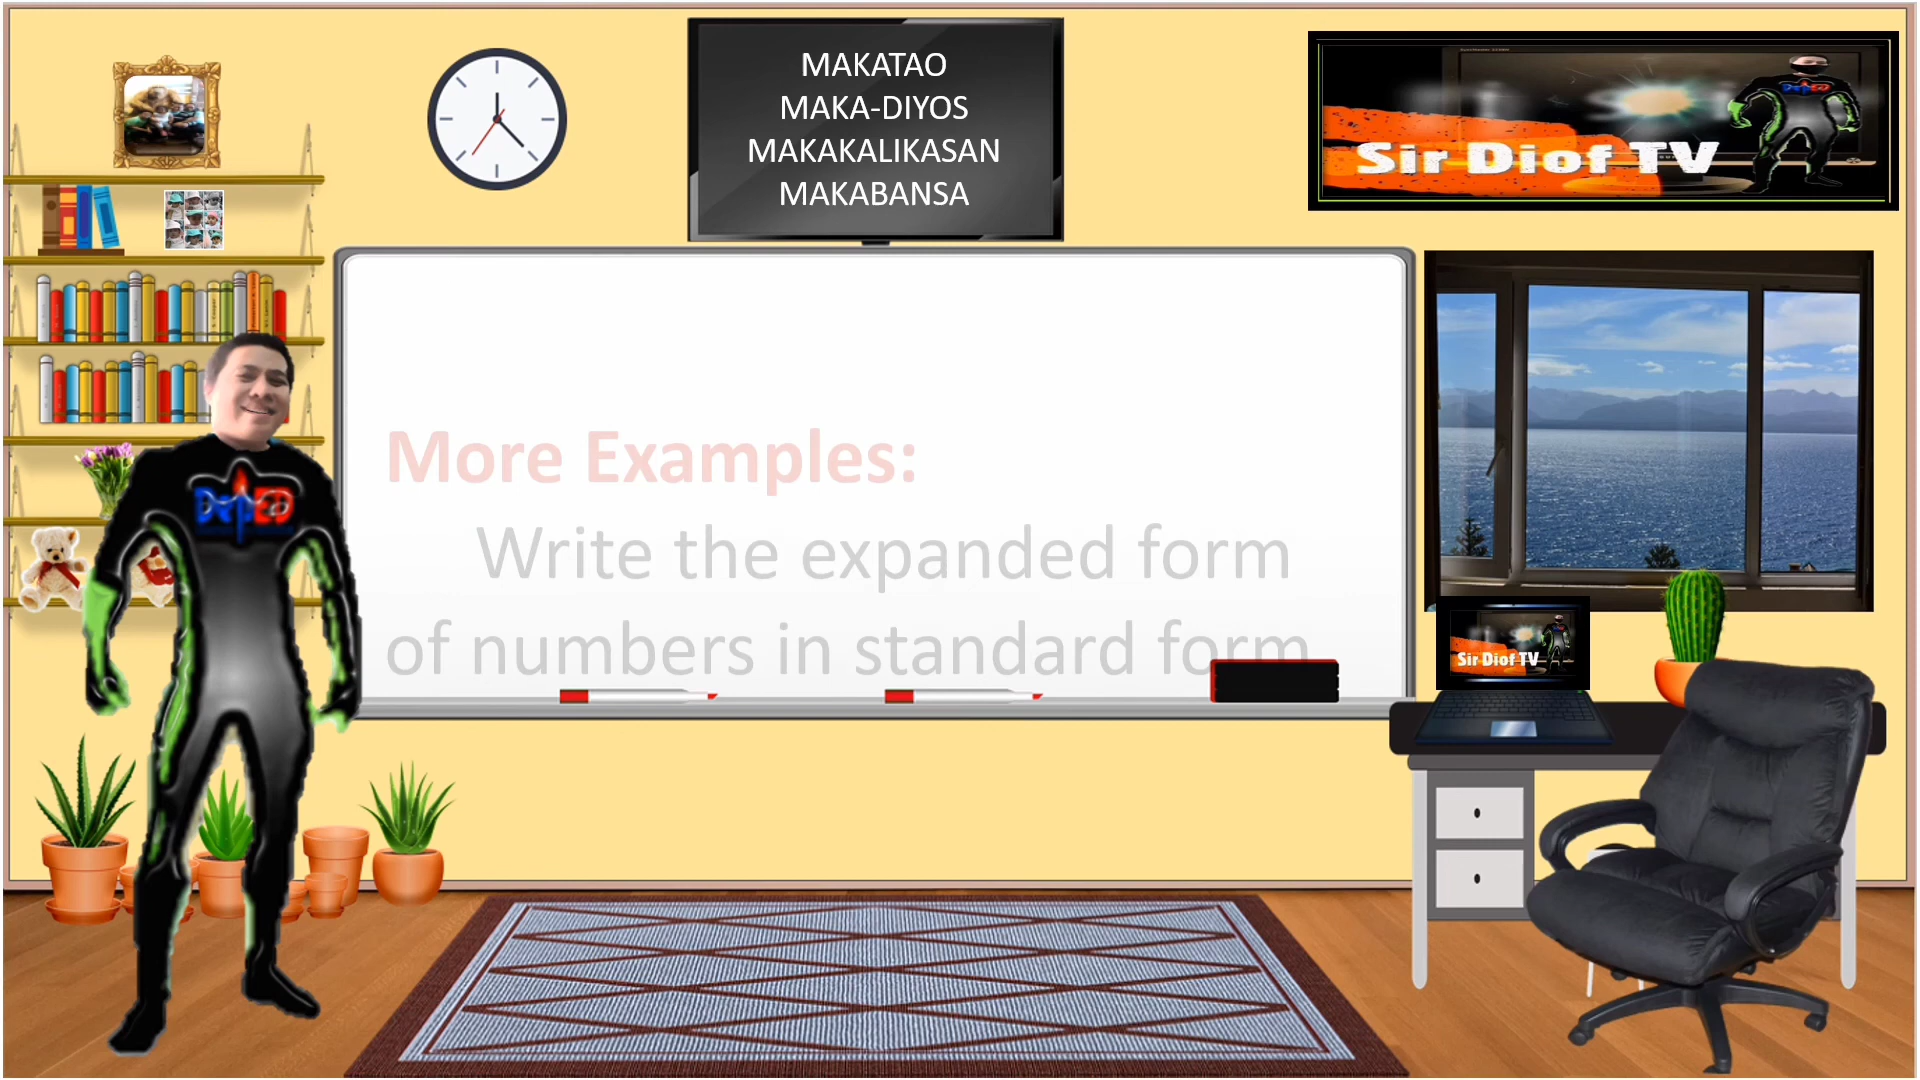 MAKATAO
MAKA-DIYOS
MAKAKALIKASAN
MAKABANSA
Sir Diof TV
More Examples:
Write the expanded form
of numbers in standard form
DepED
Sir Diof TV